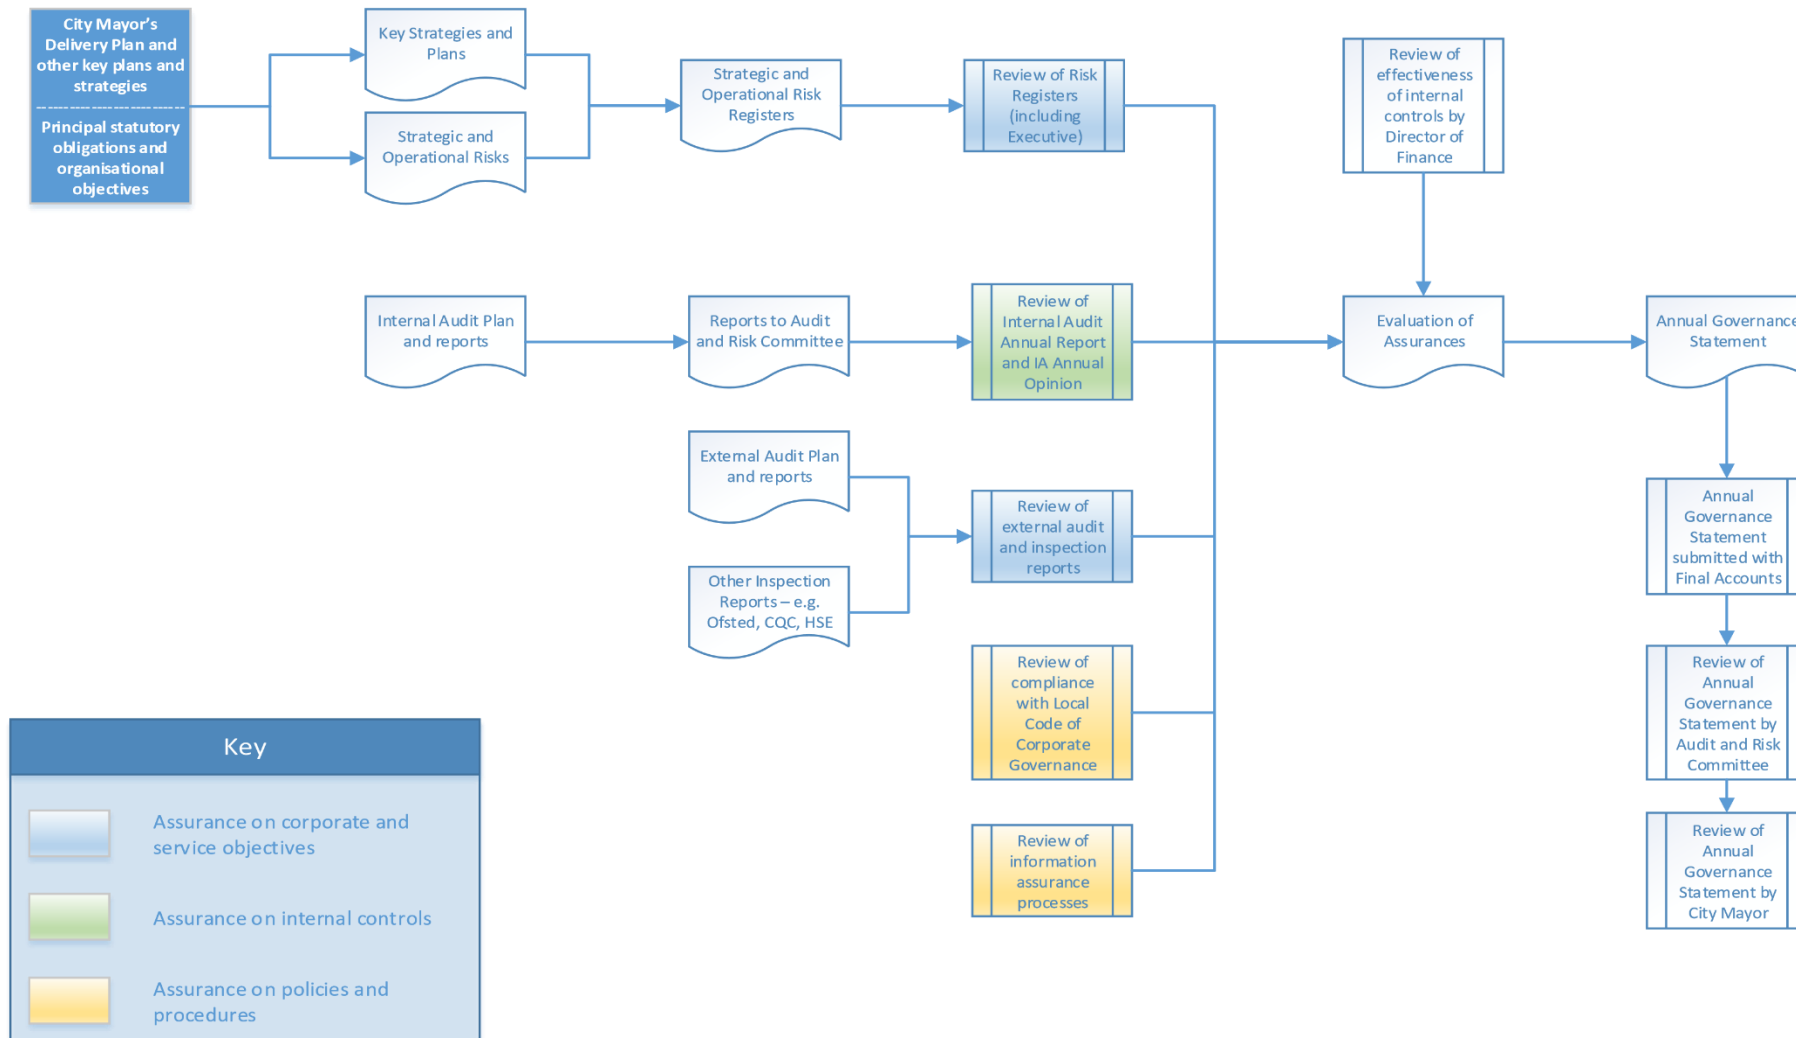 City Mayor's
Delivery Plan and
other key plans and
strategies
Principal statutory
obligations and
organisational
objectives
Key Strategies and
Plans
Strategic and
Operational Risks
Strategic and
Operational Risk
Registers
Review of Risk
Registers
(including
Executive)
Review of
effectiveness
of internal
controls by
Director of
Finance
Internal Audit Plan
and reports
Reports to Audit
and Risk Committee
Review of
Internal Audit
Annual Report
and IA Annual
Opinion
Evaluation of
Assurances
Annual Governance
Statement
External Audit Plan
and reports
Other Inspection
Reports – e.g.
Ofsted, CQC, HSE
Review of
external audit
and inspection
reports
Annual
Governance
Statement
submitted with
Final Accounts
Review of
compliance
with Local
Code of
Corporate
Governance
Review of
Annual
Governance
Statement by
Audit and Risk
Committee
Review of
information
assurance
processes
Review of
Annual
Governance
Statement by
City Mayor
Key
Assurance on corporate and
service objectives
Assurance on internal controls
Assurance on policies and
procedures